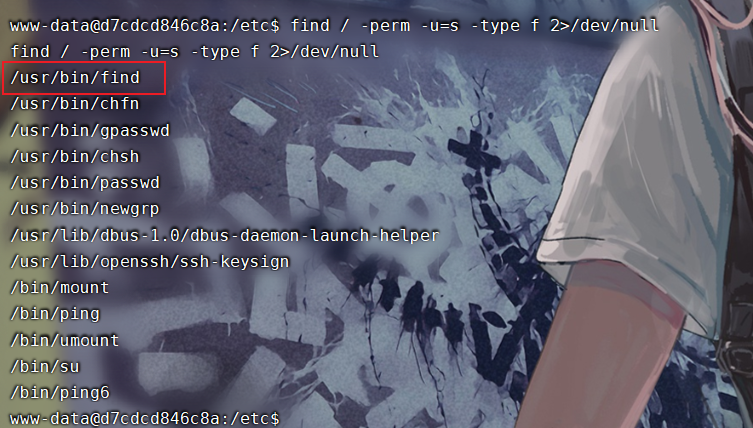 www-data@d7cdcd846c8a:/etc$ find / -perm -u=s -type f 2>/dev/null
find / -perm -u=s -type f 2>/dev/null
/usr/bin/find
/usr/bin/chfn
/usr/bin/gpasswd
/usr/bin/chsh
/usr/bin/passwd
/usr/bin/newgrp
/usr/lib/dbus-1.0/dbus-daemon-launch-helper
/usr/lib/openssh/ssh-keysign
/bin/mount
/bin/ping
/bin/umount
/bin/su
/bin/ping6
www-data@d7cdcd846c8a:/etc$